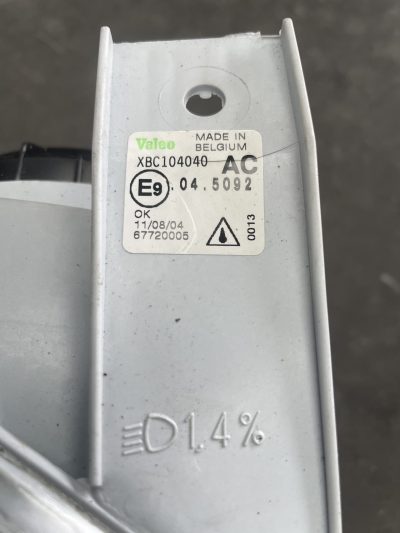 Valeo MADE IN
BELGIUM
XBC104040 AC
E9 .04.5092
OK
11/08/04
67720005
0013
1,4%